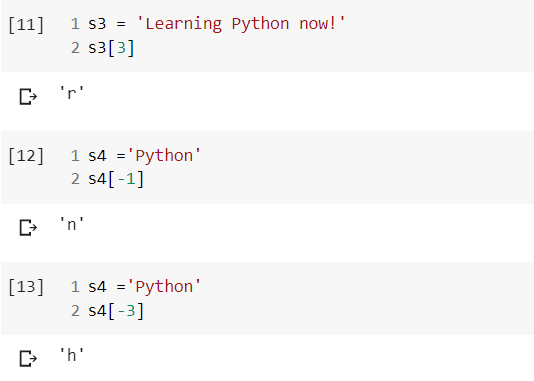 [11] 1 s3 = 'Learning Python now!'
2 s3[3]
'r'
[12] 1 s4 ='Python'
2 s4[-1]
'n'
[13] 1 s4 ='Python'
2 s4[-3]
'h'